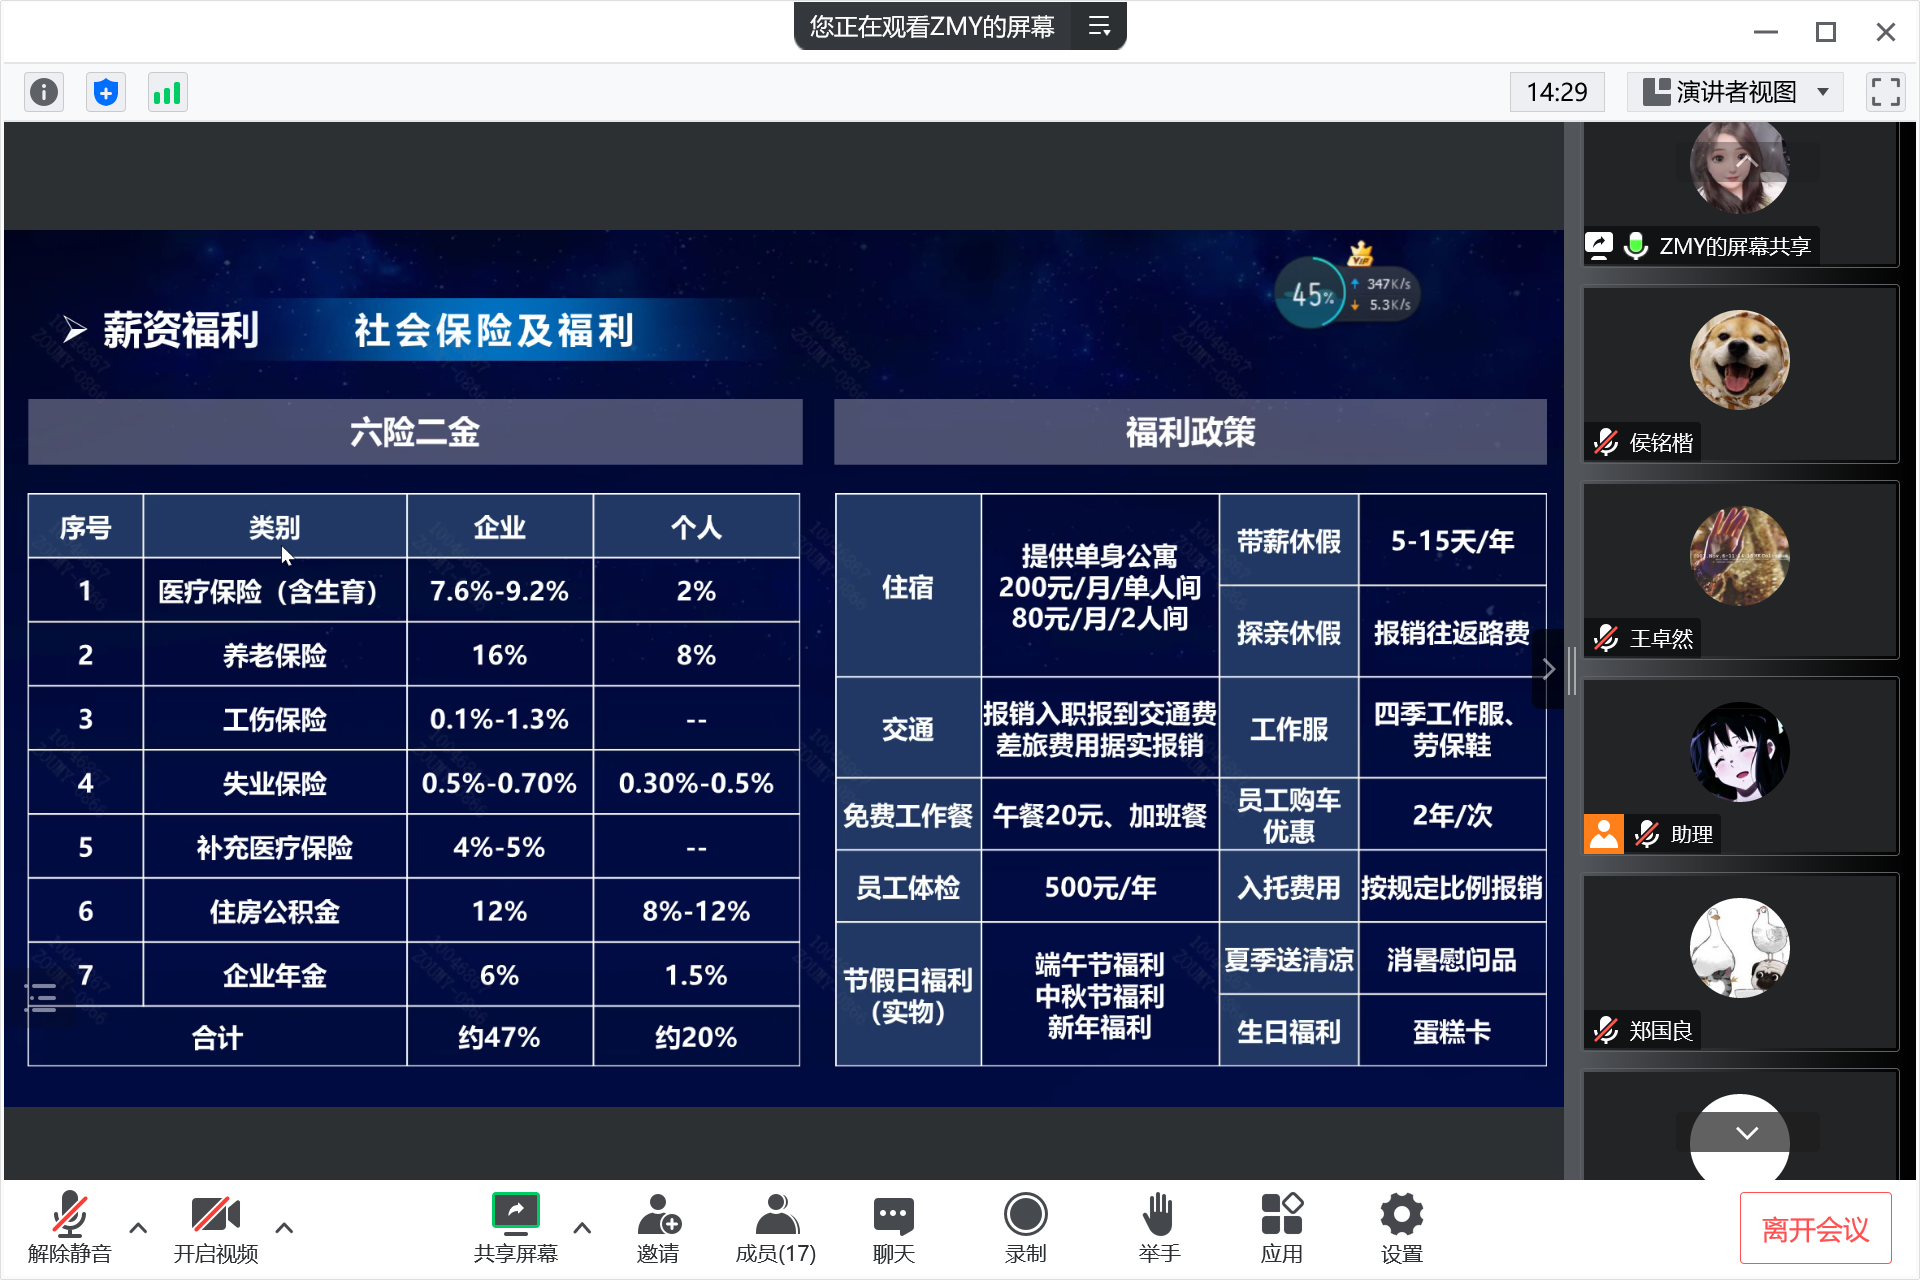 您正在观看ZMY的屏幕
14:29
演讲者视图
薪资福利
社会保险及福利
45%
VIP
347K/s
5.3K/s
六险二金
序号 类别 企业 个人
1 医疗保险（含生育） 7.6%-9.2% 2%
2 养老保险 16% 8%
3 工伤保险 0.1%-1.3% --
4 失业保险 0.5%-0.70% 0.30%-0.5%
5 补充医疗保险 4%-5% --
6 住房公积金 12% 8%-12%
7 企业年金 6% 1.5%
合计 约47% 约20%
福利政策
住宿
提供单身公寓
200元/月/单人间
80元/月/2人间
带薪休假 5-15天/年
探亲休假 报销往返路费
交通
报销入职报到交通费
差旅费用据实报销
工作服
四季工作服、
劳保鞋
免费工作餐 午餐20元、加班餐
员工购车
优惠
2年/次
员工体检 500元/年 入托费用 按规定比例报销
节假日福利
（实物）
端午节福利
中秋节福利
新年福利
夏季送清凉 消暑慰问品
生日福利 蛋糕卡
ZMY的屏幕共享
侯铭楷
王卓然
助理
郑国良
解除静音
开启视频
共享屏幕
邀请
成员(17)
聊天
录制
举手
应用
设置
离开会议